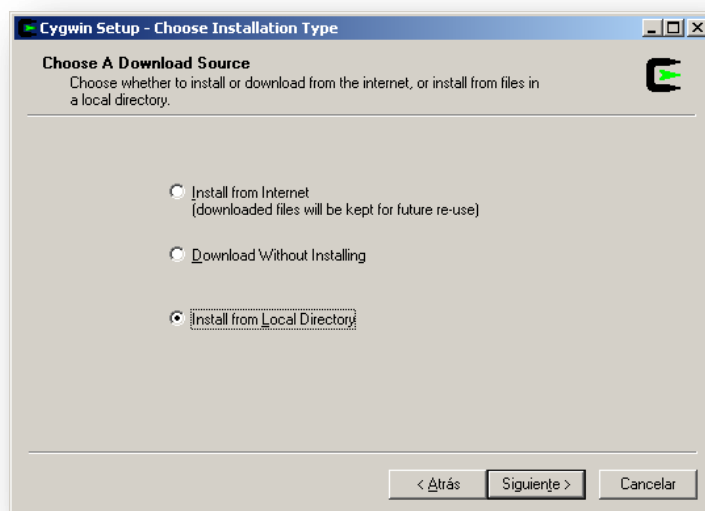 Cygwin Setup - Choose Installation Type
Choose A Download Source
Choose whether to install or download from the internet, or install from files in
a local directory.
Install from Internet
(downloaded files will be kept for future re-use)
Download Without Installing
Install from Local Directory
< Atrás Siguiente > Cancelar